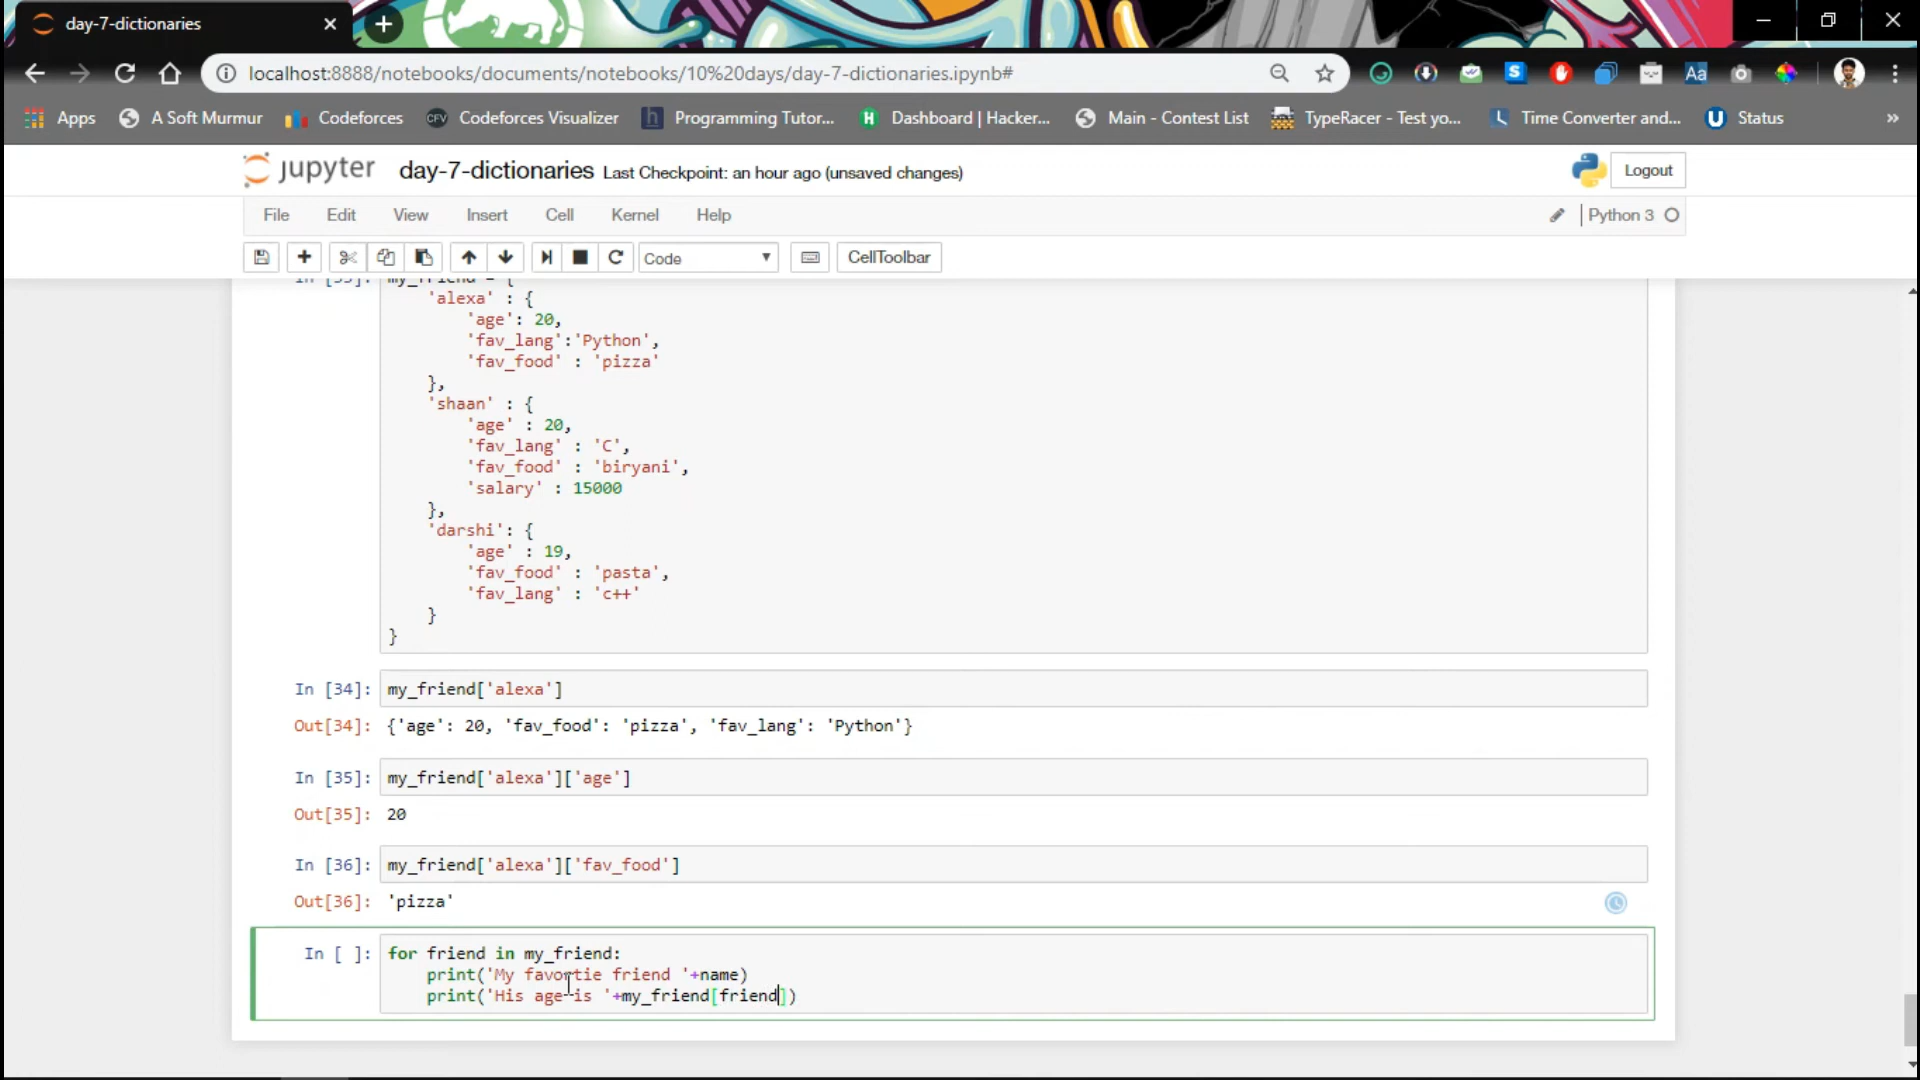 day-7-dictionaries
localhost:8888/notebooks/documents/notebooks/10%20days/day-7-dictionaries.ipynb#
Apps A Soft Murmur Codeforces CFV Codeforces Visualizer h Programming Tutor... H Dashboard | Hacker... Main - Contest List TypeRacer - Test yo... Time Converter and... U Status »
jupyter day-7-dictionaries Last Checkpoint: an hour ago (unsaved changes) Logout
File Edit View Insert Cell Kernel Help Python 3
Code CellToolbar
'alexa' : {
'age': 20,
'fav_lang':'Python',
'fav_food' : 'pizza'
},
'shaan' : {
'age' : 20,
'fav_lang' : 'C',
'fav_food' : 'biryani',
'salary' : 15000
},
'darshi': {
'age' : 19,
'fav_food' : 'pasta',
'fav_lang' : 'c++'
}
}
In [34]: my_friend['alexa']
Out[34]: {'age': 20, 'fav_food': 'pizza', 'fav_lang': 'Python'}
In [35]: my_friend['alexa']['age']
Out[35]: 20
In [36]: my_friend['alexa']['fav_food']
Out[36]: 'pizza'
In [ ]: for friend in my_friend:
print('My favortie friend '+name)
print('His age is '+my_friend[friend])